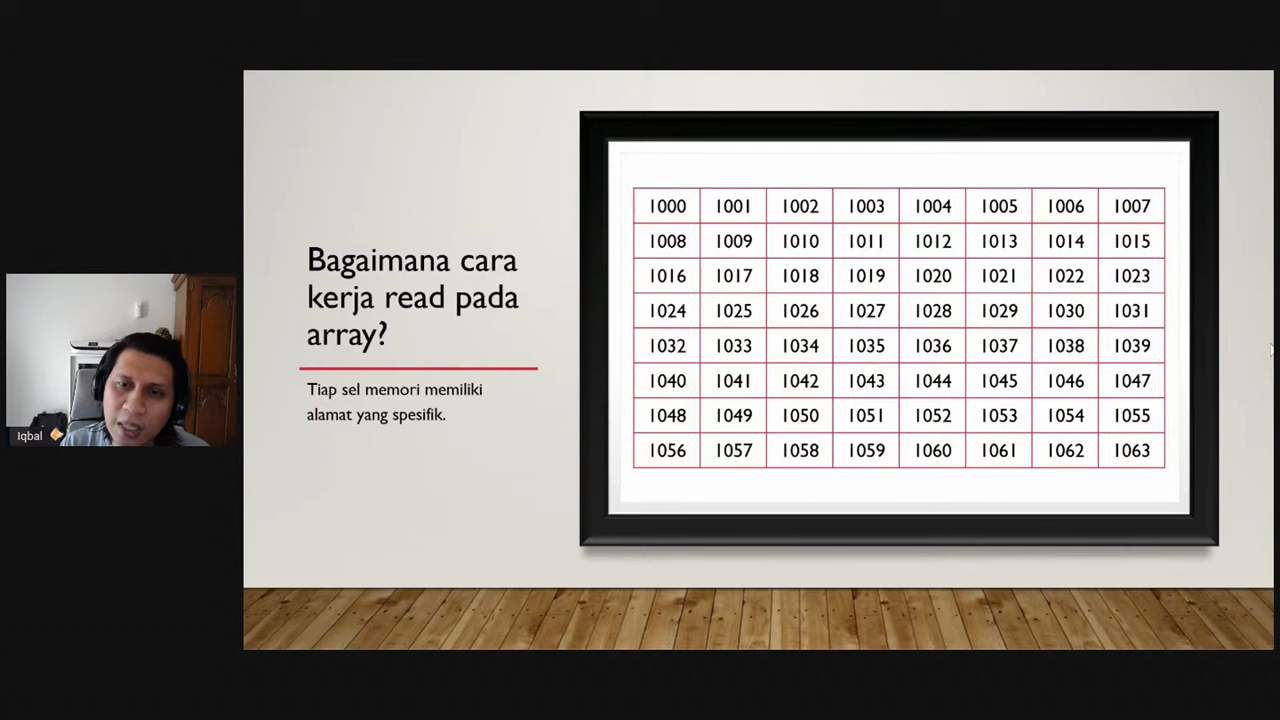 Bagaimana cara
kerja read pada
array?
Tiap sel memori memiliki
alamat yang spesifik.
1000 1001 1002 1003 1004 1005 1006 1007
1008 1009 1010 1011 1012 1013 1014 1015
1016 1017 1018 1019 1020 1021 1022 1023
1024 1025 1026 1027 1028 1029 1030 1031
1032 1033 1034 1035 1036 1037 1038 1039
1040 1041 1042 1043 1044 1045 1046 1047
1048 1049 1050 1051 1052 1053 1054 1055
1056 1057 1058 1059 1060 1061 1062 1063
Iqbal